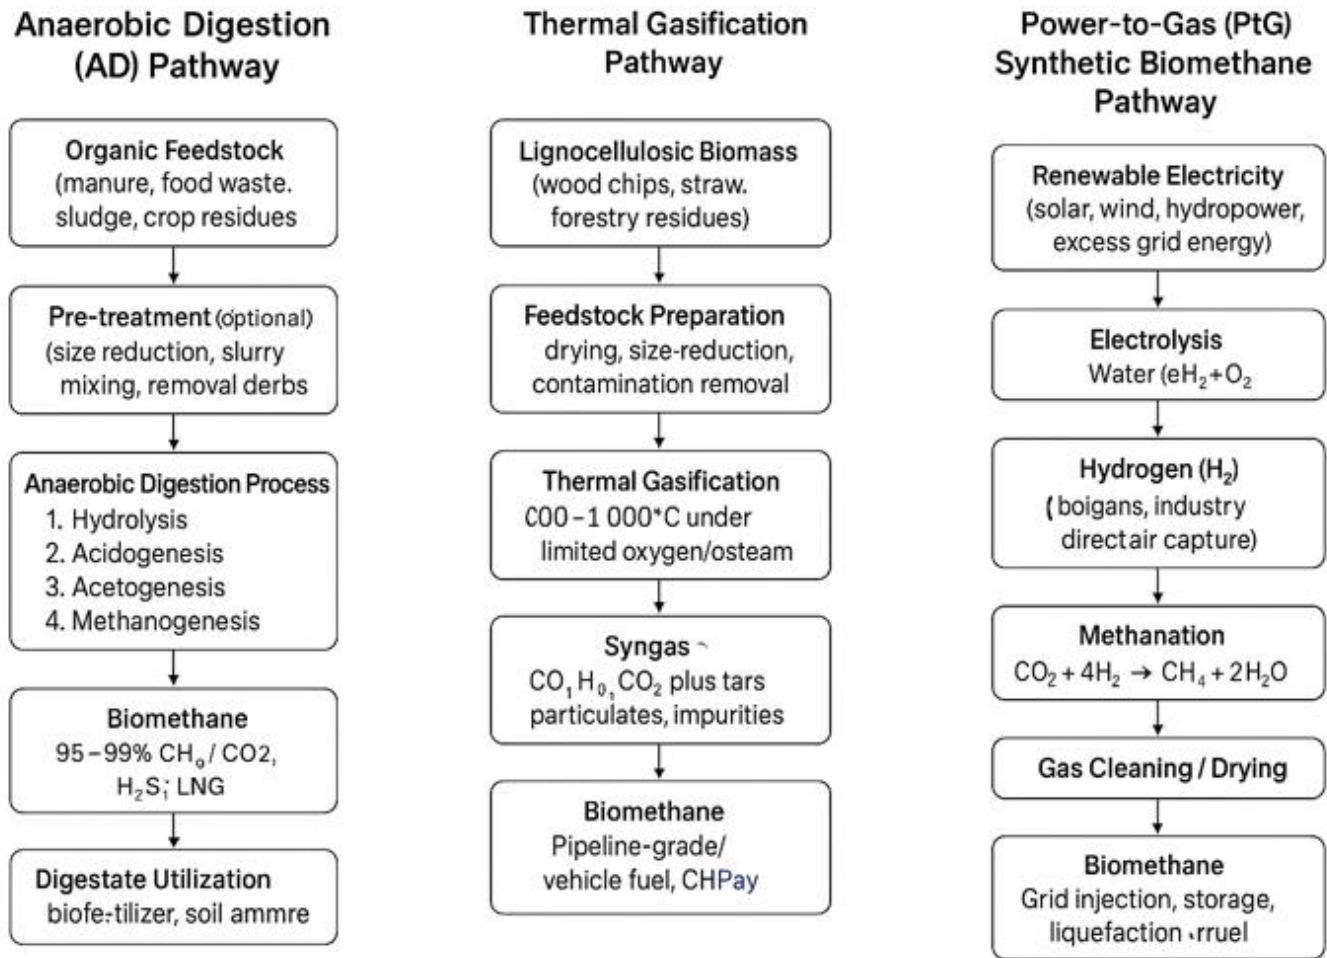 Anaerobic Digestion
(AD) Pathway
Organic Feedstock
(manure, food waste.
sludge, crop residues
Pre-treatment (optional)
(size reduction, slurry
mixing, removal derbs
Anaerobic Digestion Process
1. Hydrolysis
2. Acidogenesis
3. Acetogenesis
4. Methanogenesis
Biomethane
95–99% CH₉/ CO2,
H₂S; LNG
Digestate Utilization
soil ammre
Thermal Gasification
Pathway
Lignocellulosic Biomass
(wood chips, straw.
forestry residues)
Feedstock Preparation
drying, size-reduction,
contamination removal
Thermal Gasification
1 000°C under
limited oxygen/osteam
Syngas
CO, H₀, CO₂ plus tars
particulates, impurities
Biomethane
Pipeline-grade/
vehicle fuel, CHPay
Power-to-Gas (PtG)
Synthetic Biomethane
Pathway
Renewable Electricity
(solar, wind, hydropower,
excess grid energy)
Electrolysis
Water (eH₂+O₂
Hydrogen (H₂)
(boigans, industry
directair capture)
Methanation
CO₂ + 4H₂ → CH₄ + 2H₂O
Gas Cleaning / Drying
Biomethane
Grid injection, storage,
liquefaction